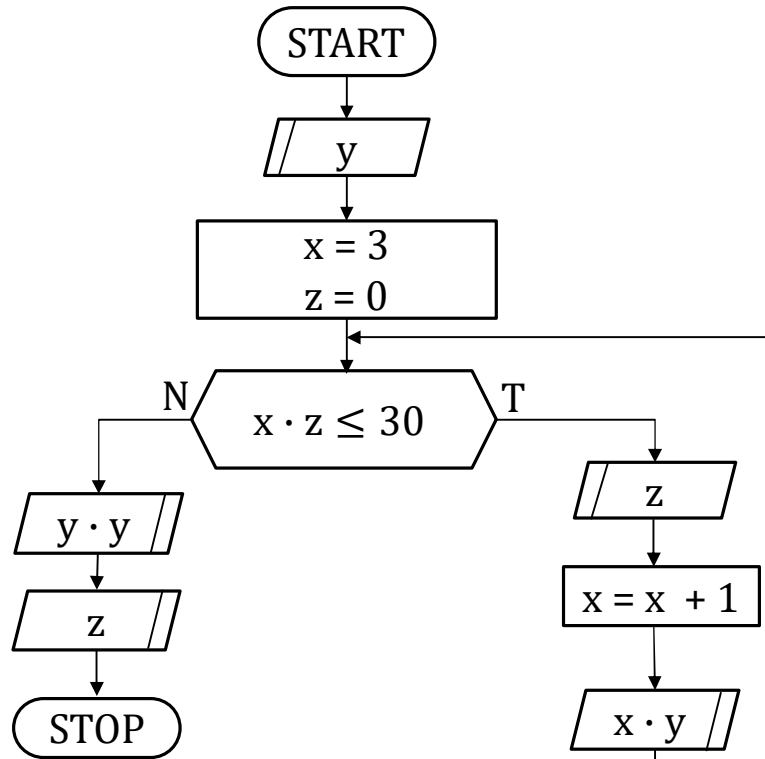 START
y
x = 3
z = 0
N
T
x · z ≤ 30
y · y
z
z
x = x + 1
STOP
x · y